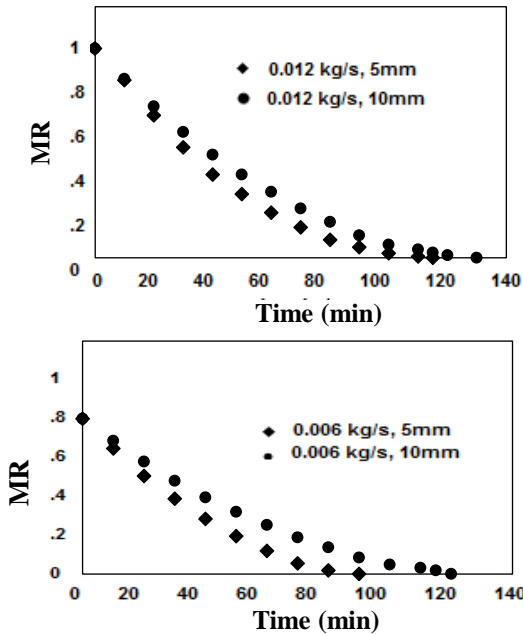 1
.8
.6
.4
.2
0
MR
0.012 kg/s, 5mm
0.012 kg/s, 10mm
0 20 40 60 80 100 120 140
Time (min)
1
.8
.6
.4
.2
0
MR
0.006 kg/s, 5mm
0.006 kg/s, 10mm
0 20 40 60 80 100 120 140
Time (min)